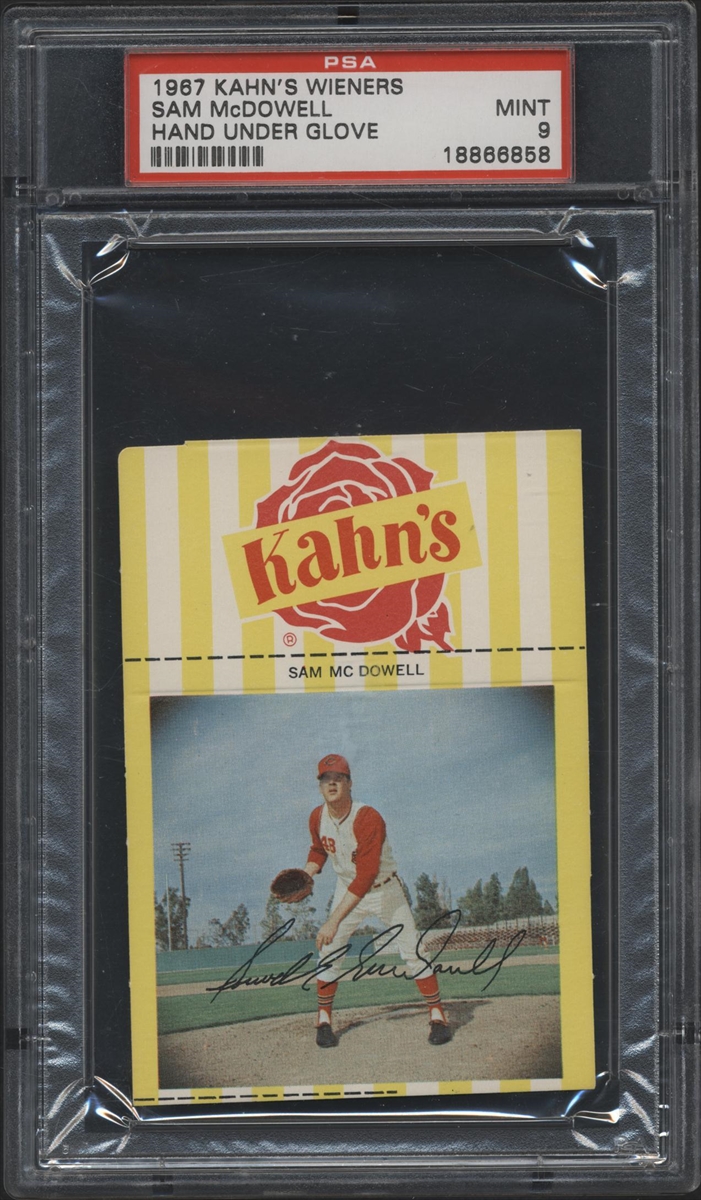 PSA
1967 KAHN'S WIENERS
SAM McDOWELL MINT
HAND UNDER GLOVE 9
18866858
Kahn's
®
SAM MC DOWELL